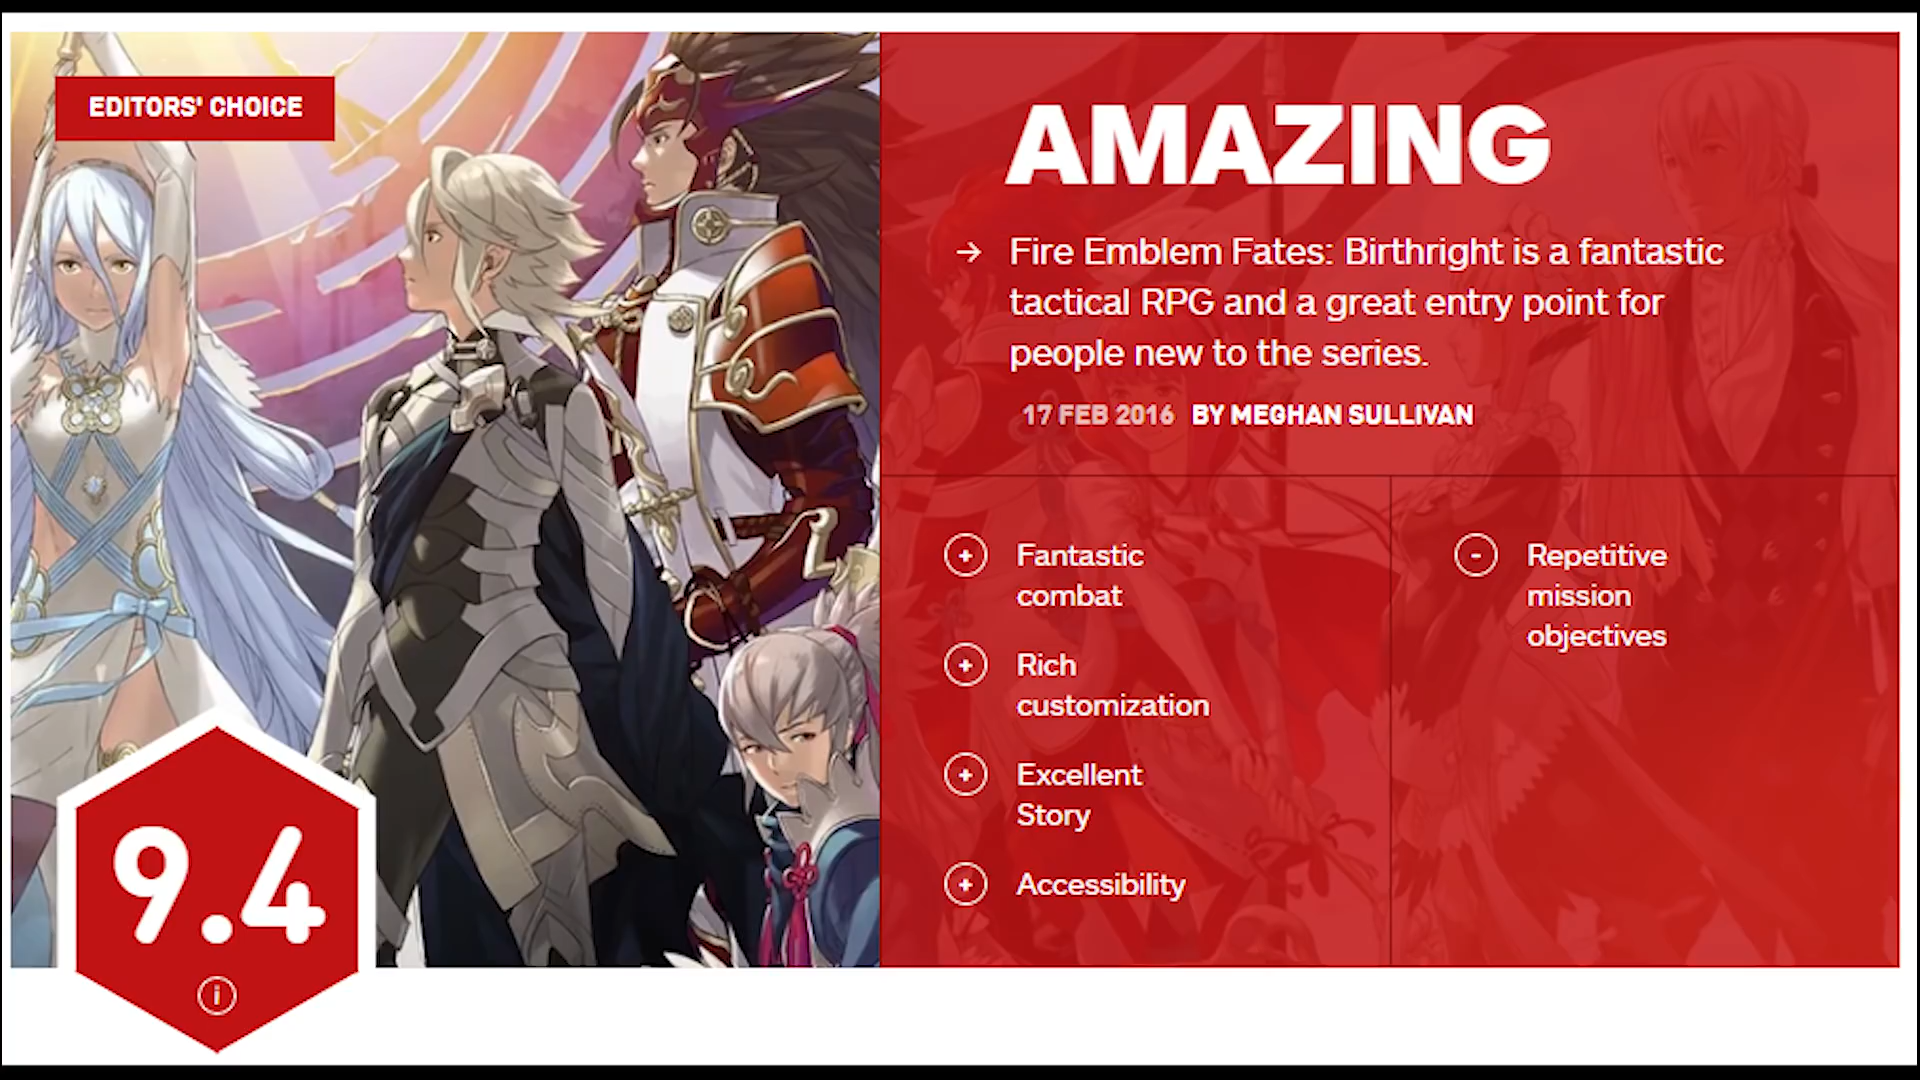 EDITORS' CHOICE
AMAZING
→ Fire Emblem Fates: Birthright is a fantastic
tactical RPG and a great entry point for
people new to the series.
17 FEB 2016 BY MEGHAN SULLIVAN
+ Fantastic
combat
+ Rich
customization
+ Excellent
Story
+ Accessibility
- Repetitive
mission
objectives
9.4
i